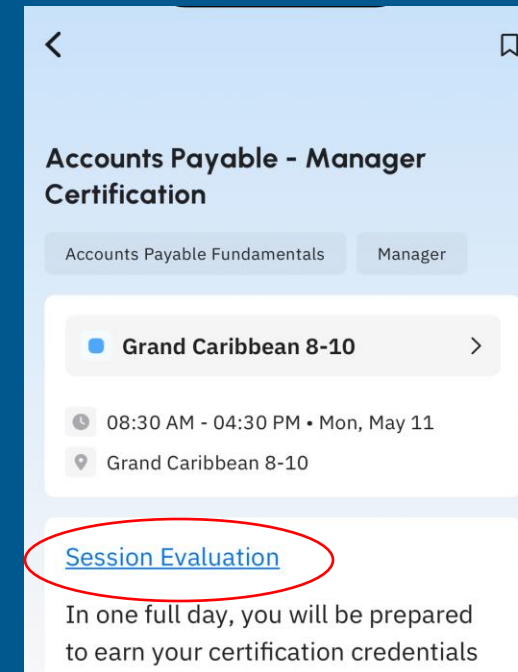 Accounts Payable - Manager
Certification
Accounts Payable Fundamentals Manager
Grand Caribbean 8-10
08:30 AM - 04:30 PM • Mon, May 11
Grand Caribbean 8-10
Session Evaluation
In one full day, you will be prepared
to earn your certification credentials